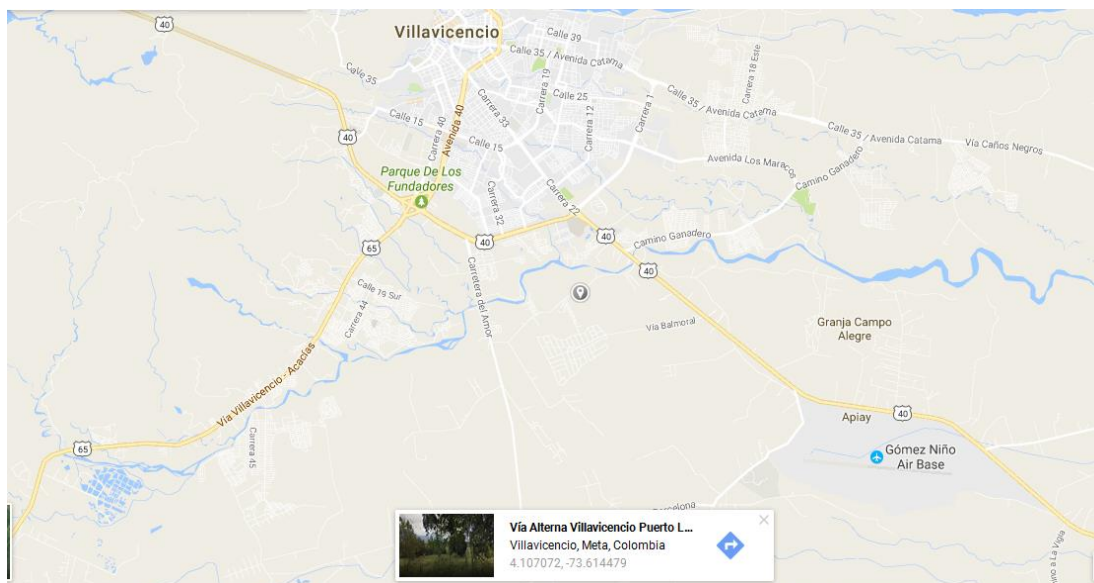 40
Villavicencio
Calle 39
Calle 35 / Avenida Catama
Carrera 18 Este
Calle 35
Carrera 19
Calle 25
Carrera 12
Carrera 1
Calle 35 / Avenida Catama
Carrera 33
Avenida 40
Carrera 40
Calle 15
40
Calle 15
Calle 35 / Avenida Catama
Vía Caños Negros
Avenida Los Maracos
Camino Ganadero
Parque De Los
Fundadores
Carrera 22
Carrera 32
65
40
40
Camino Ganadero
40
Carretera del Amor
Calle 19 Sur
Carrera 44
Vía Balmoral
Granja Campo
Alegre
Vía Villavicencio - Acacías
Apiay
40
65
Carrera 45
Gómez Niño
Air Base
Vía Alterna Villavicencio Puerto L...
Villavicencio, Meta, Colombia
4.107072, -73.614479